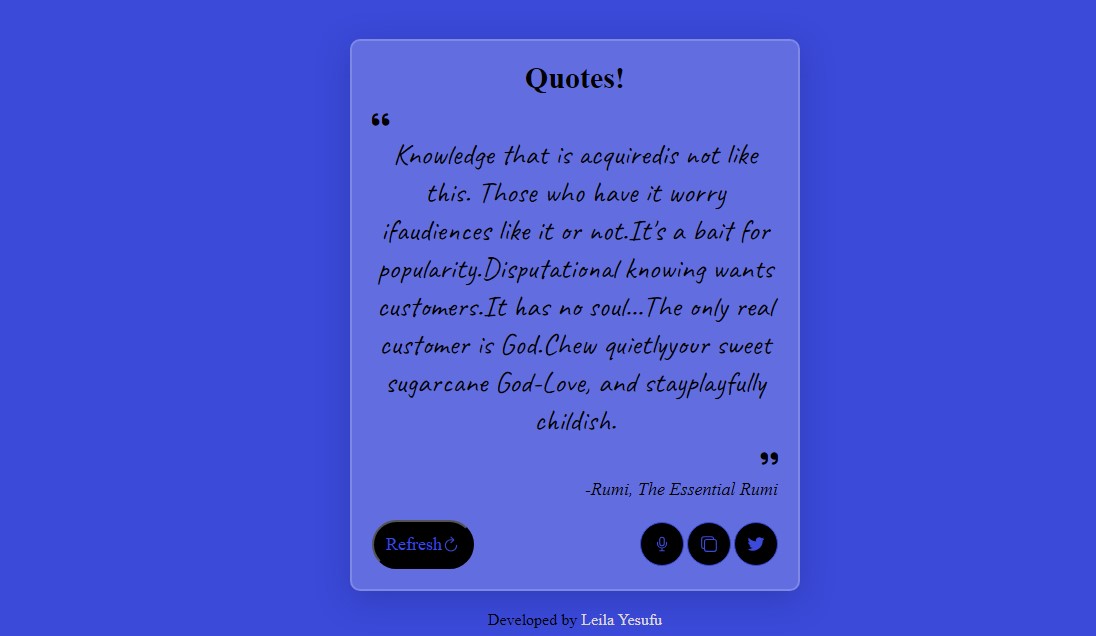 Quotes!
“
Knowledge that is acquiredis not like
this. Those who have it worry
ifaudiences like it or not.It's a bait for
popularity.Disputational knowing wants
customers.It has no soul...The only real
customer is God.Chew quietlyyour sweet
sugarcane God-Love, and stayplayfully
childish.
”
-Rumi, The Essential Rumi
Refresh
Developed by Leila Yesufu